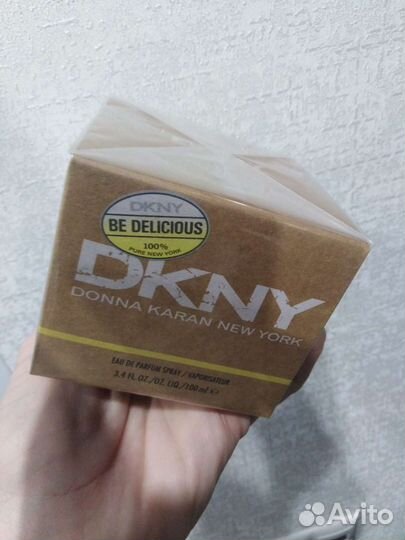 DKNY
BE DELICIOUS
100%
PURE NEW YORK
DKNY
DONNA KARAN NEW YORK
EAU DE PARFUM SPRAY / VAPORISATEUR
3.4 FL. OZ./OZ. LIQ./100 ml e
Avito